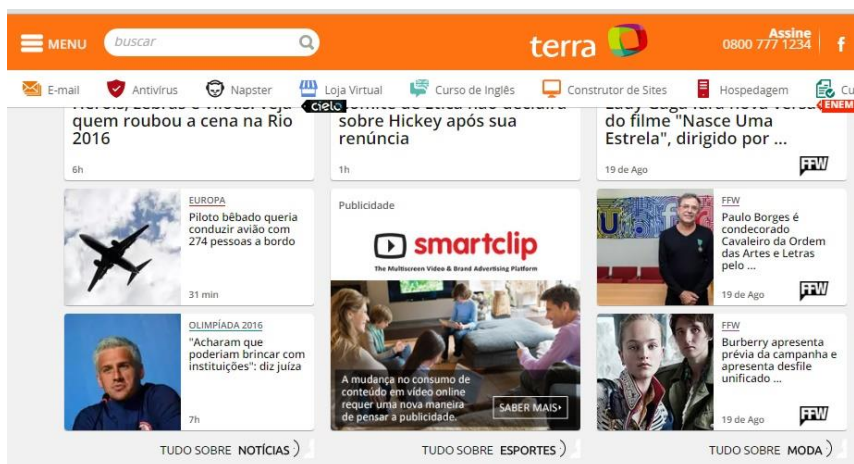 MENU
buscar
terra
Assine
0800 777 1234
f
E-mail
Antivírus
Napster
Loja Virtual
Curso de Inglês
Construtor de Sites
Hospedagem
Cu
cielo
ENEM
quem roubou a cena na Rio
2016
6h
sobre Hickey após sua
renúncia
1h
Lady Gaga fará nova versão
do filme "Nasce Uma
Estrela", dirigido por ...
19 de Ago
FFW
EUROPA
Piloto bêbado queria
conduzir avião com
274 pessoas a bordo
31 min
OLIMPÍADA 2016
"Acharam que
poderiam brincar com
instituições": diz juíza
7h
Publicidade
smartclip
The Multiscreen Video & Brand Advertising Platform
A mudança no consumo de
conteúdo em vídeo online
requer uma nova maneira
de pensar a publicidade.
SABER MAIS
FFW
Paulo Borges é
condecorado
Cavaleiro da Ordem
das Artes e Letras
pelo ...
19 de Ago
FFW
FFW
Burberry apresenta
prévia da campanha e
apresenta desfile
unificado ...
19 de Ago
FFW
TUDO SOBRE NOTÍCIAS
TUDO SOBRE ESPORTES
TUDO SOBRE MODA